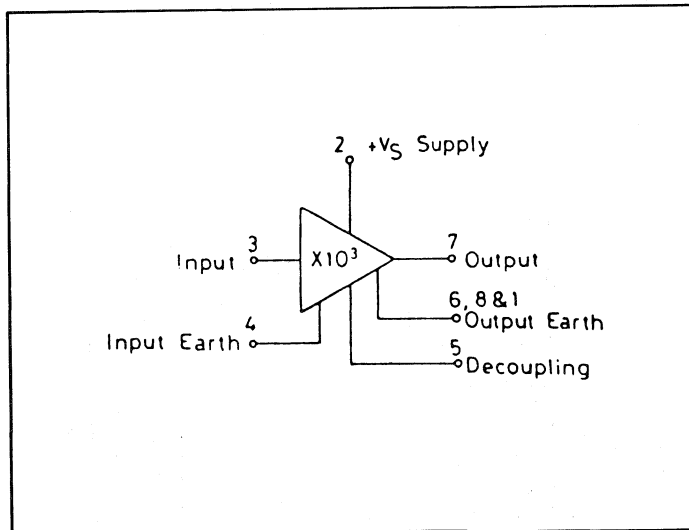 2 +VS Supply
3
Input
X10³
7
Output
6, 8 & 1
Output Earth
4
Input Earth
5
Decoupling